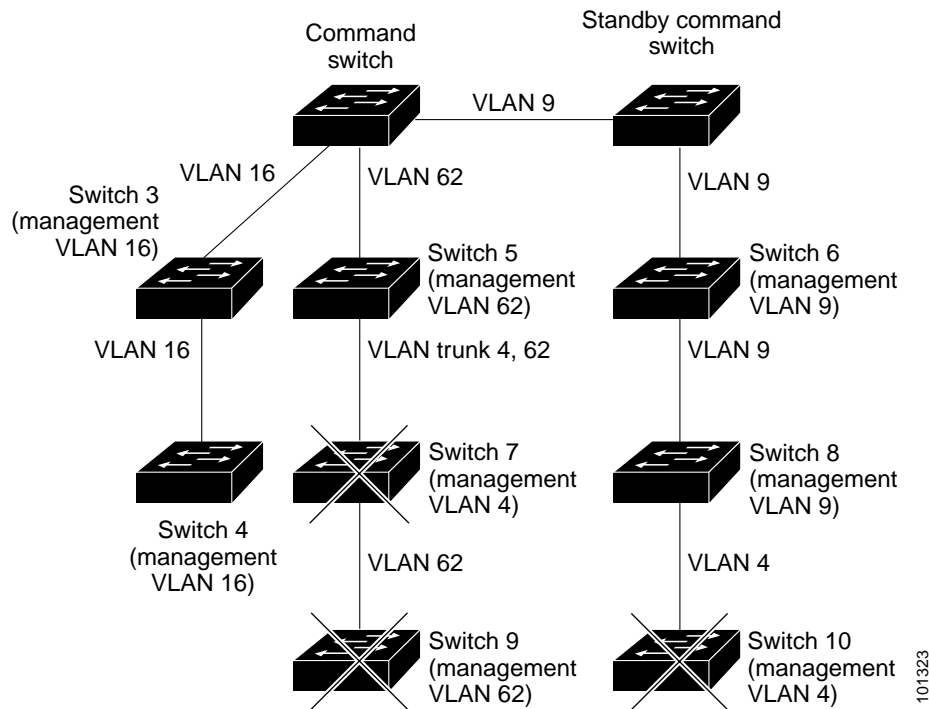 Command
switch
Standby command
switch
VLAN 9
VLAN 16
VLAN 62
VLAN 9
Switch 3
(management
VLAN 16)
Switch 5
(management
VLAN 62)
Switch 6
(management
VLAN 9)
VLAN 16
VLAN trunk 4, 62
VLAN 9
Switch 4
(management
VLAN 16)
Switch 7
(management
VLAN 4)
Switch 8
(management
VLAN 9)
VLAN 62
VLAN 4
Switch 9
(management
VLAN 62)
Switch 10
(management
VLAN 4)
101323